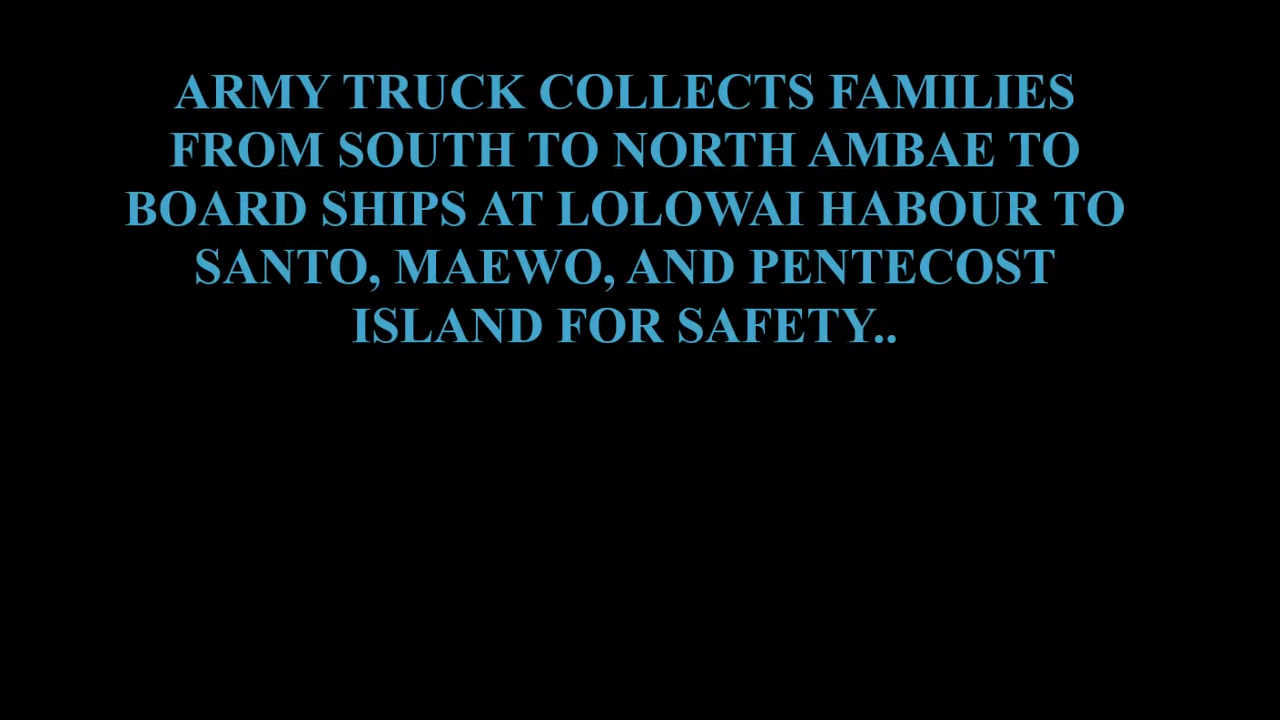 ARMY TRUCK COLLECTS FAMILIES
FROM SOUTH TO NORTH AMBAE TO
BOARD SHIPS AT LOLOWAI HABOUR TO
SANTO, MAEWO, AND PENTECOST
ISLAND FOR SAFETY..